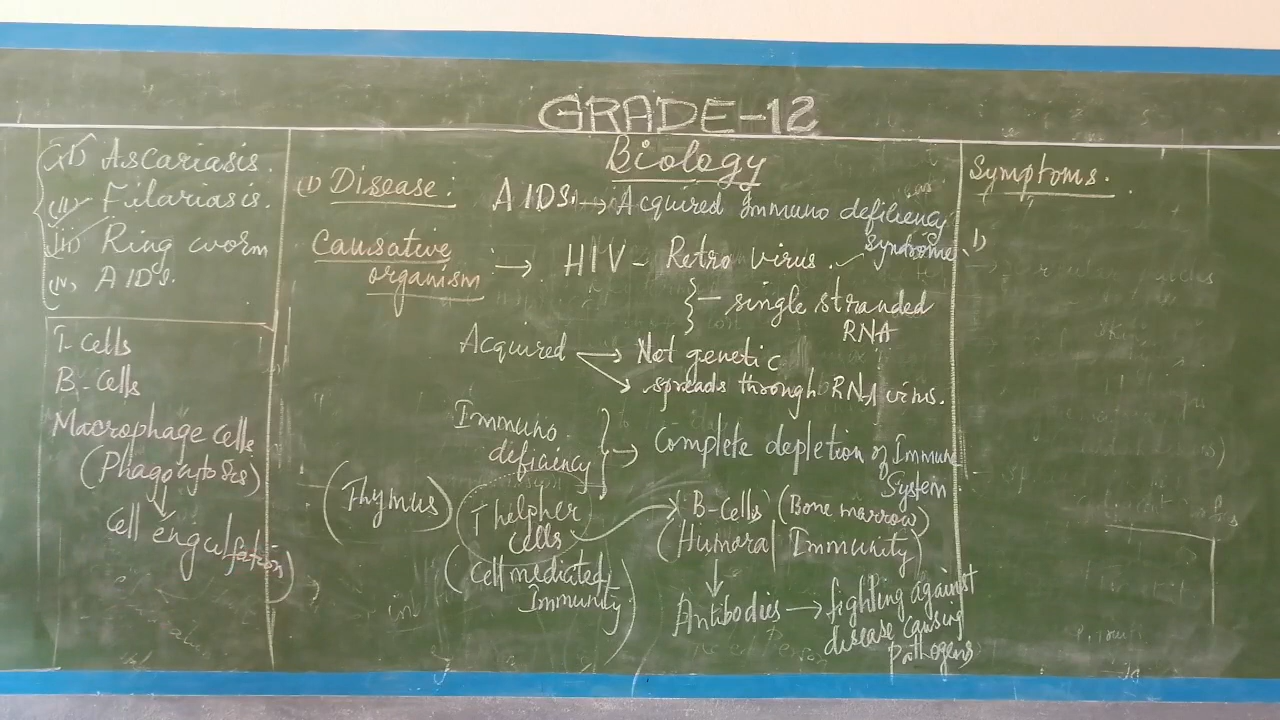 GRADE-12
Biology
(I) Ascariasis.
(II) Filariasis.
(III) Ring worm
(IV) AIDS.
T. Cells
B - Cells
Macrophage cells
(Phagocytosis)
Cell engulfation)
(1) Disease :
AIDS. → Acquired Immuno defiliency
Syndrome
Causative
organism → HIV - Retro virus.
- single stranded
RNA
Acquired → Not genetic
→ spreads through RNA virus.
Immuno
deficiency } → Complete depletion of Immune
System
(Thymus)
T helpher
cells
(Cell mediated
Immunity)
B-Cells (Bone marrow)
(Humoral Immunity)
↓
Antibodies → fighting against
disease causing
pathogens
Symptoms.
1)